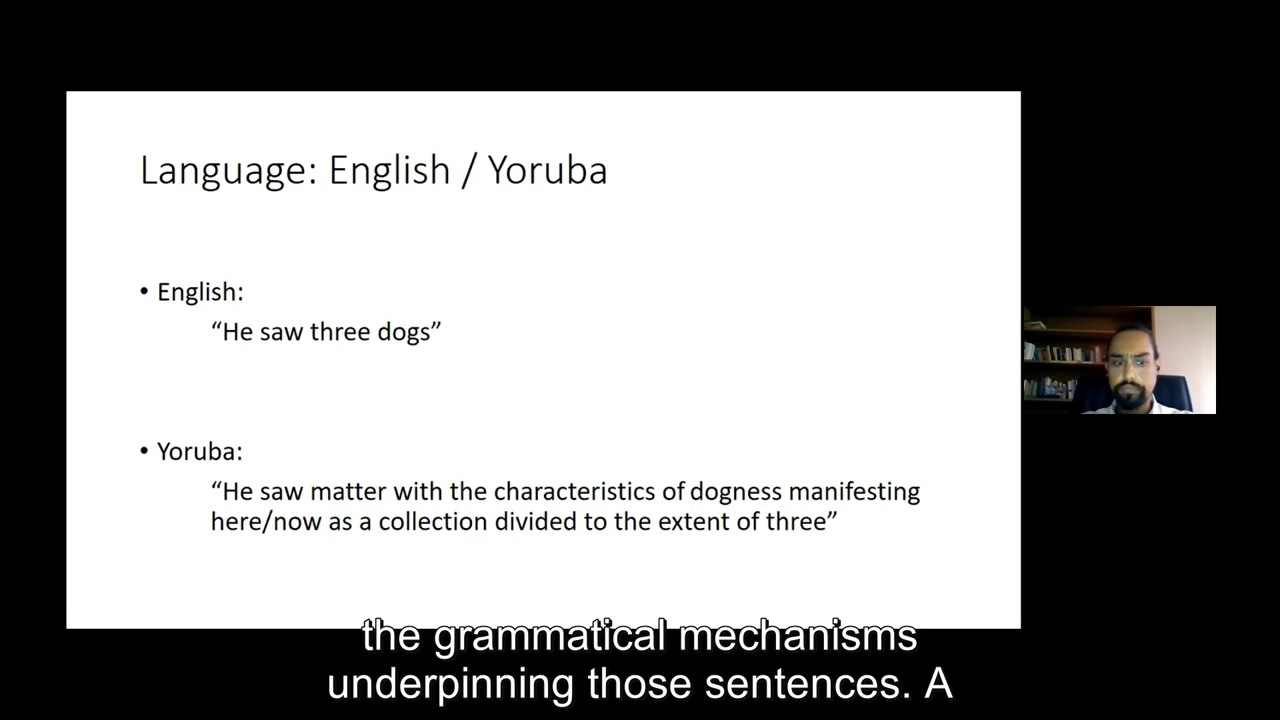 Language: English / Yoruba
• English:
“He saw three dogs”
• Yoruba:
“He saw matter with the characteristics of dogness manifesting
here/now as a collection divided to the extent of three”
the grammatical mechanisms
underpinning those sentences. A